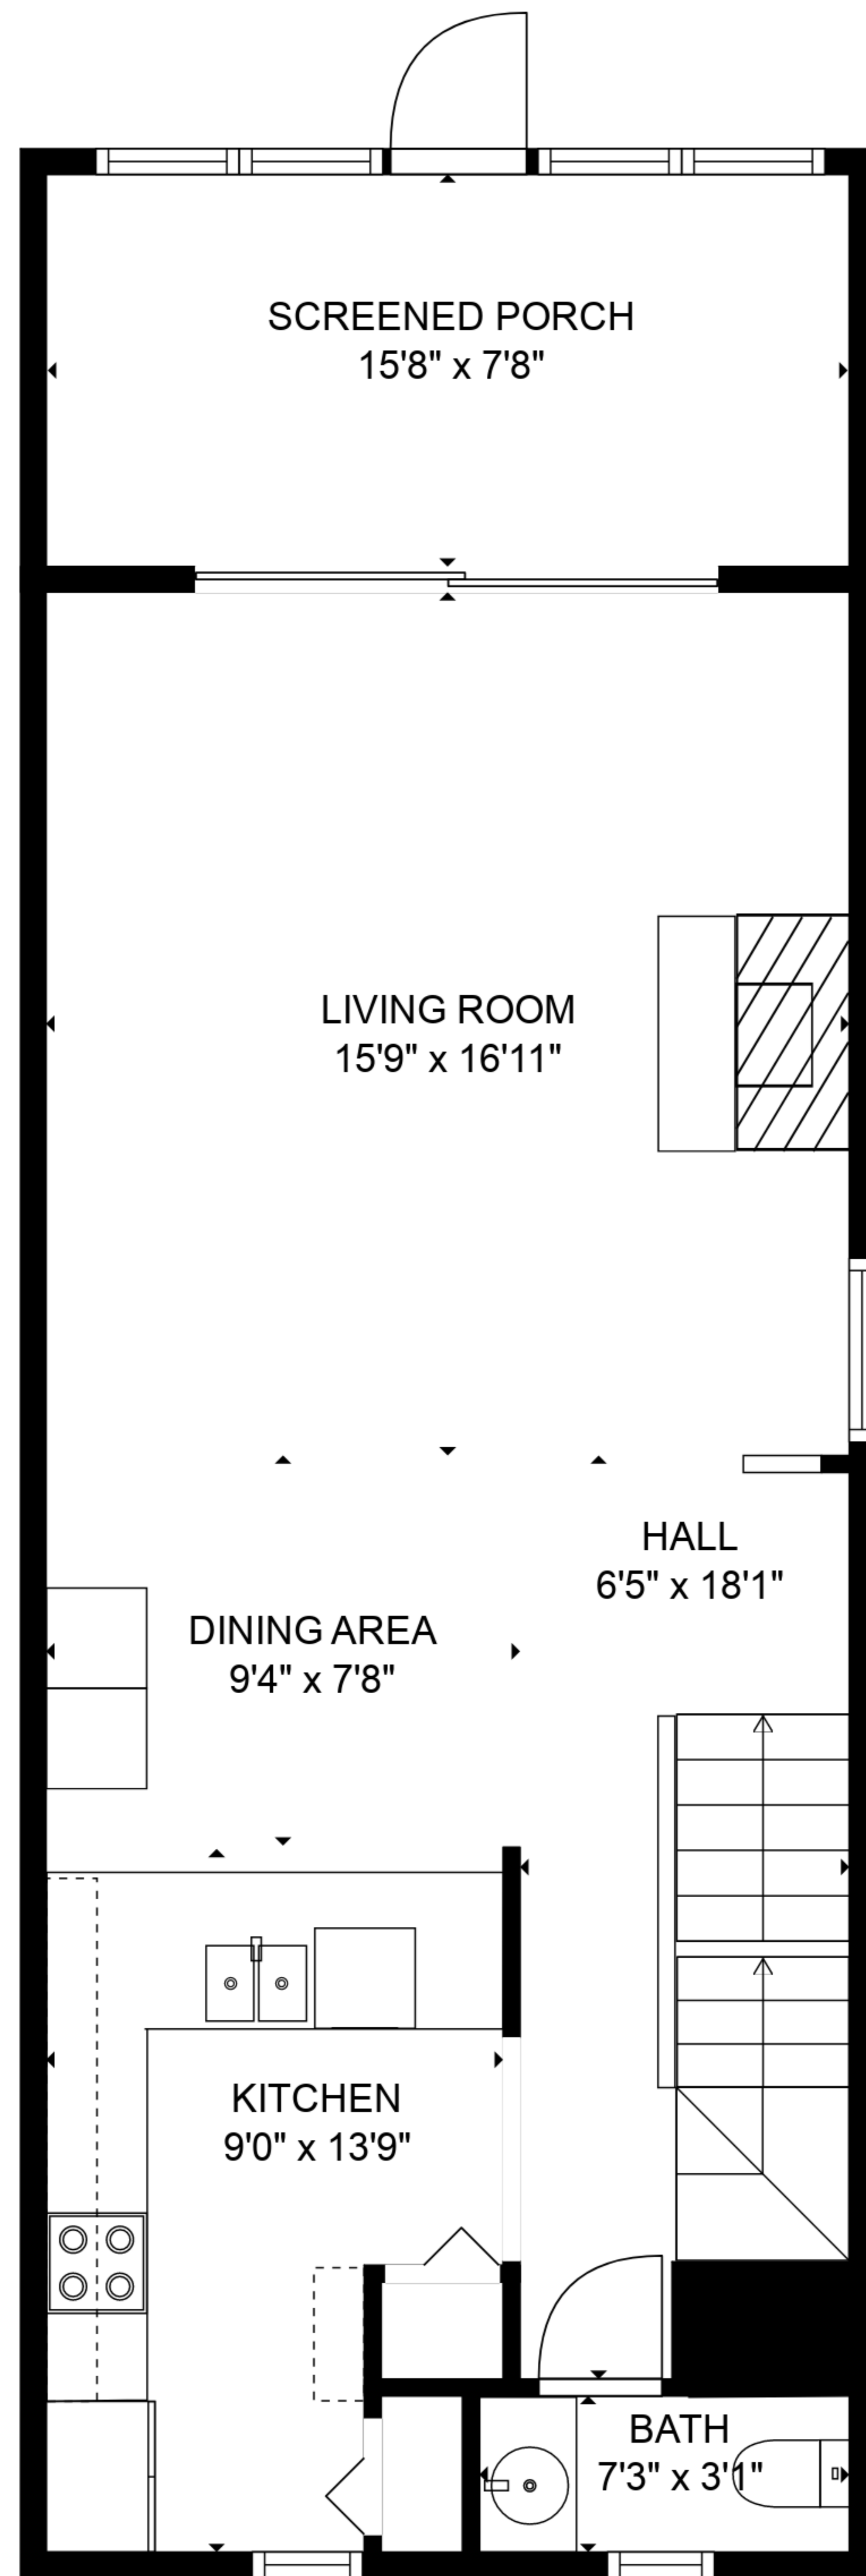 SCREENED PORCH
15'8" x 7'8"
LIVING ROOM
15'9" x 16'11"
HALL
6'5" x 18'1"
DINING AREA
9'4" x 7'8"
KITCHEN
9'0" x 13'9"
BATH
7'3" x 3'1"